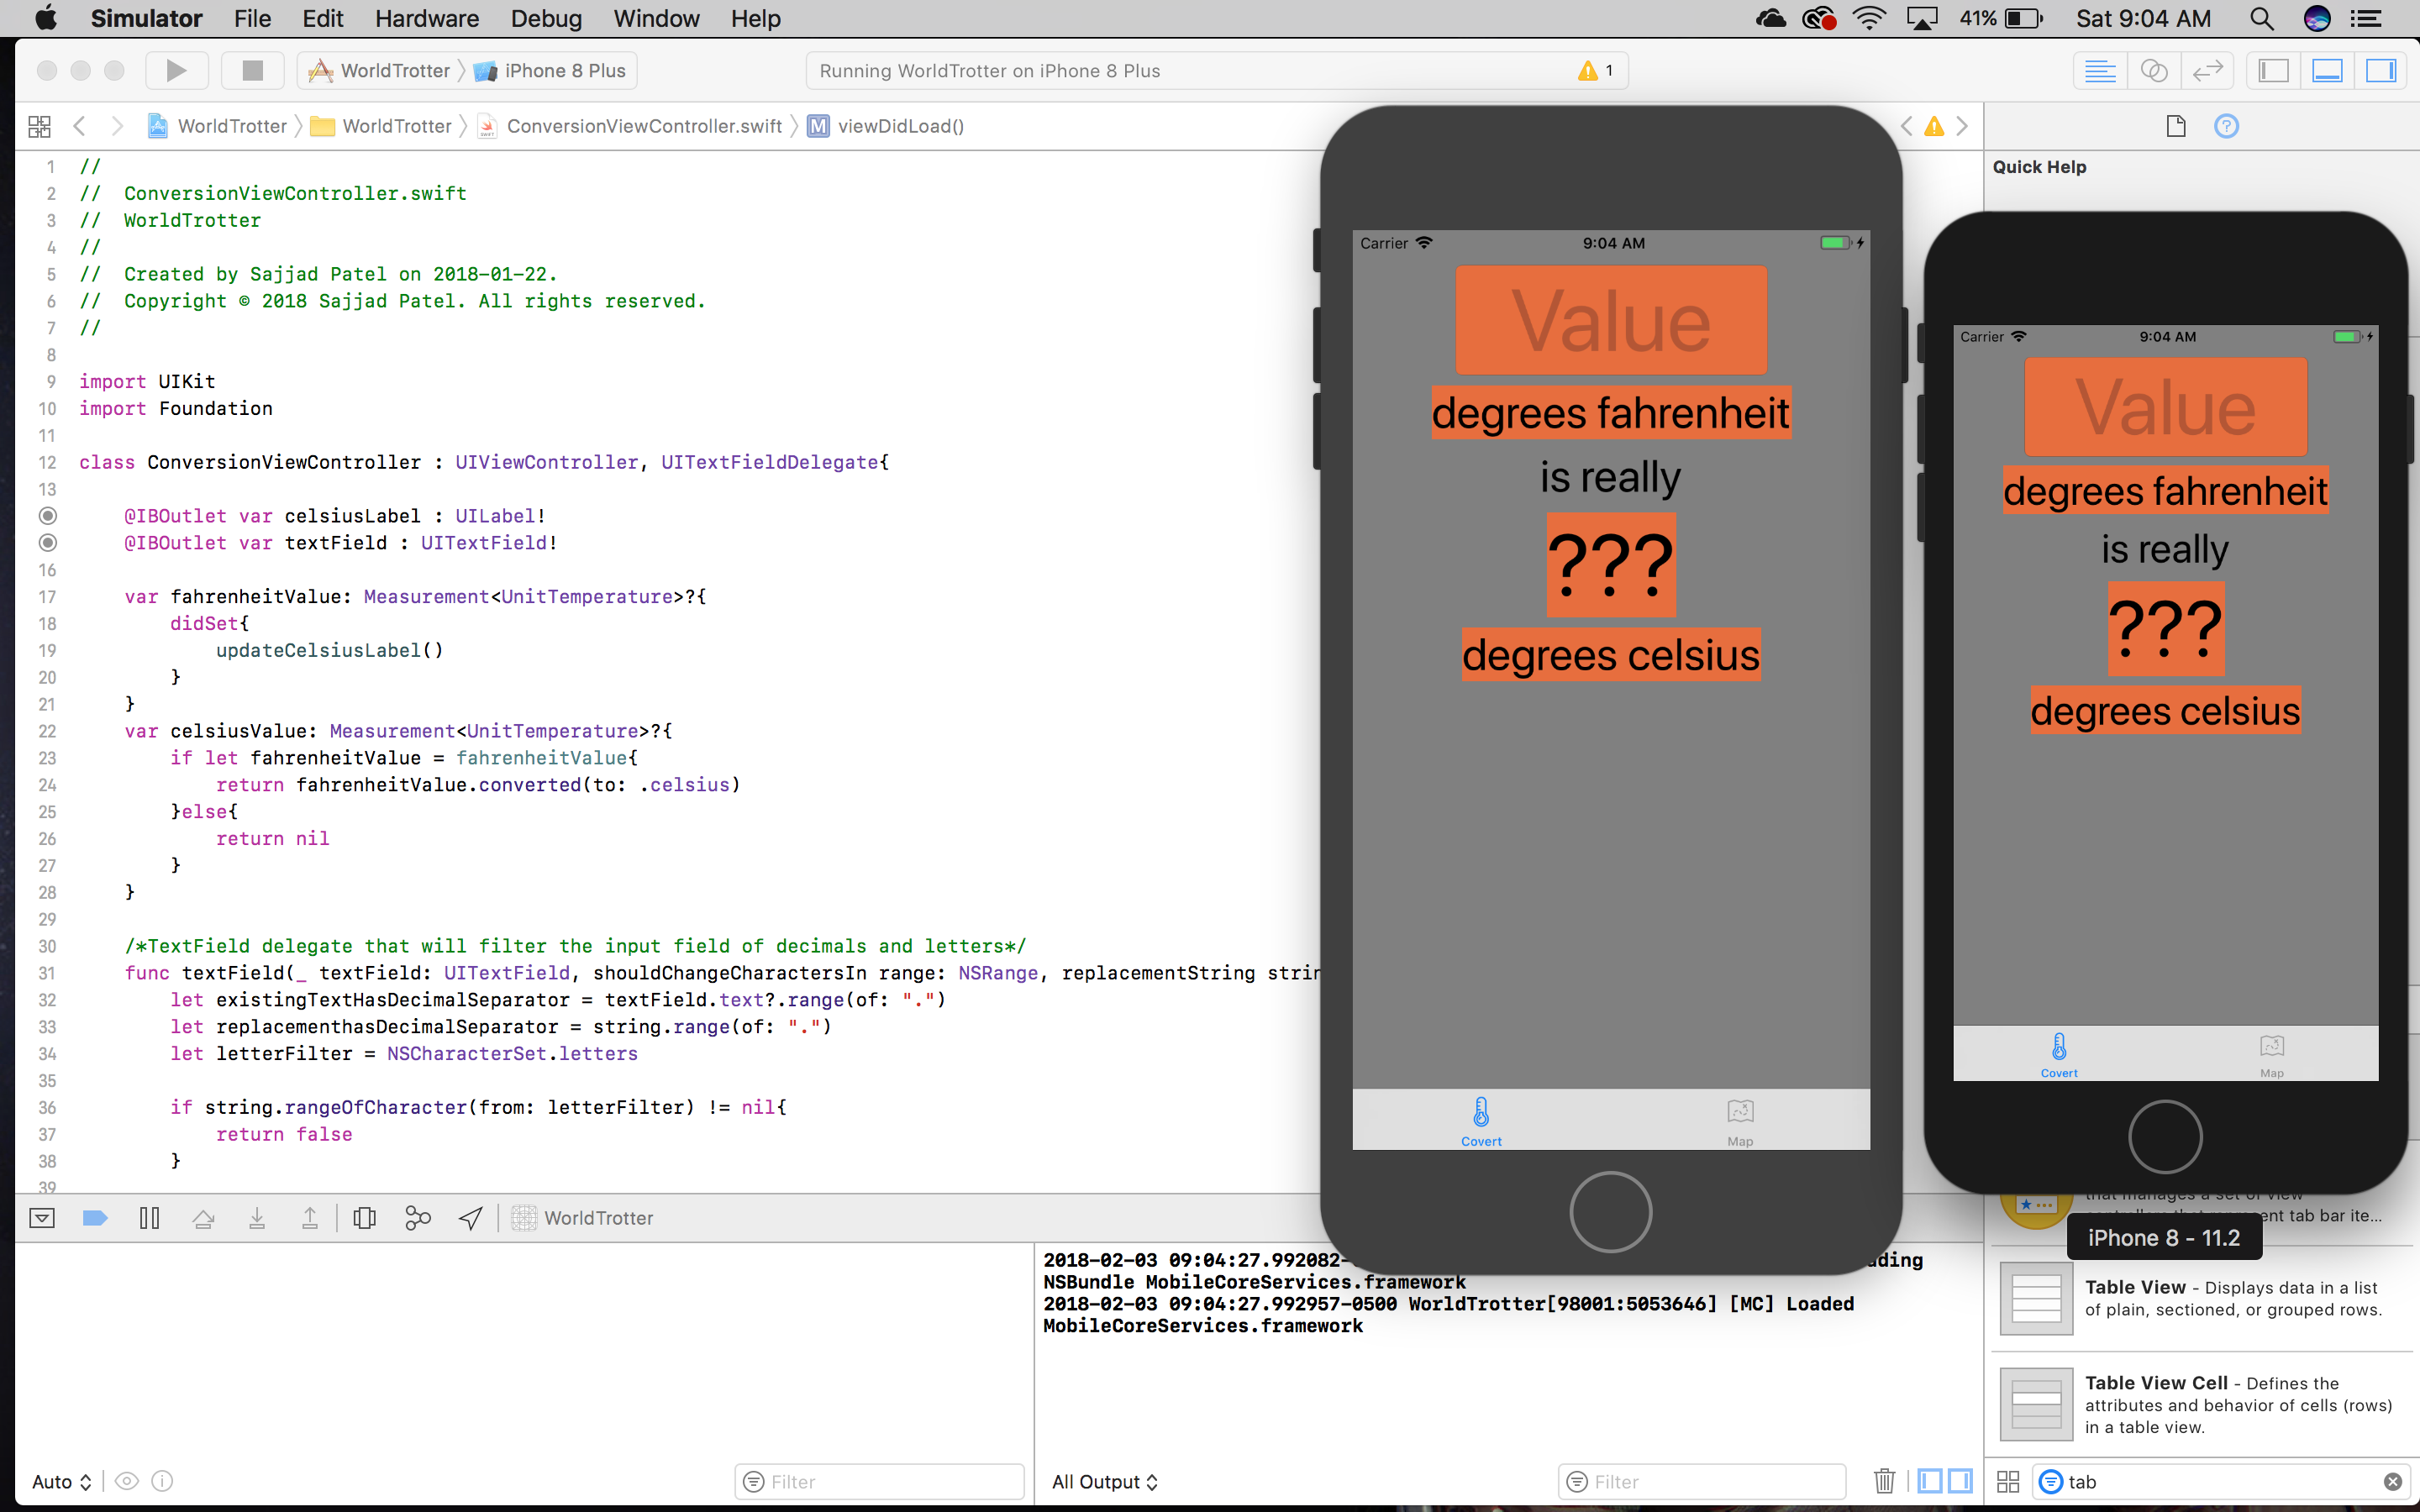 Simulator File Edit Hardware Debug Window Help 41% Sat 9:04 AM
WorldTrotter iPhone 8 Plus Running WorldTrotter on iPhone 8 Plus 1
WorldTrotter WorldTrotter ConversionViewController.swift M viewDidLoad()
Quick Help
1 //
2 //  ConversionViewController.swift
3 //  WorldTrotter
4 //
5 //  Created by Sajjad Patel on 2018-01-22.
6 //  Copyright © 2018 Sajjad Patel. All rights reserved.
7 //
8
9 import UIKit
10 import Foundation
11
12 class ConversionViewController : UIViewController, UITextFieldDelegate{
13
@IBOutlet var celsiusLabel : UILabel!
@IBOutlet var textField : UITextField!
16
17 var fahrenheitValue: Measurement<UnitTemperature>?{
18 didSet{
19 updateCelsiusLabel()
20 }
21 }
22 var celsiusValue: Measurement<UnitTemperature>?{
23 if let fahrenheitValue = fahrenheitValue{
24 return fahrenheitValue.converted(to: .celsius)
25 }else{
26 return nil
27 }
28 }
29
30 /*TextField delegate that will filter the input field of decimals and letters*/
31 func textField(_ textField: UITextField, shouldChangeCharactersIn range: NSRange, replacementString strin
32 let existingTextHasDecimalSeparator = textField.text?.range(of: ".")
33 let replacementhasDecimalSeparator = string.range(of: ".")
34 let letterFilter = NSCharacterSet.letters
35
36 if string.rangeOfCharacter(from: letterFilter) != nil{
37 return false
38 }
39
Carrier 9:04 AM
Value
degrees fahrenheit
is really
???
degrees celsius
Covert Map
Carrier 9:04 AM
Value
degrees fahrenheit
is really
???
degrees celsius
Covert Map
WorldTrotter
2018-02-03 09:04:27.992082- ding
NSBundle MobileCoreServices.framework
2018-02-03 09:04:27.992957-0500 WorldTrotter[98001:5053646] [MC] Loaded
MobileCoreServices.framework
that manages a set of view
ent tab bar ite...
iPhone 8 - 11.2
Table View - Displays data in a list
of plain, sectioned, or grouped rows.
Table View Cell - Defines the
attributes and behavior of cells (rows)
in a table view.
Auto Filter All Output Filter tab